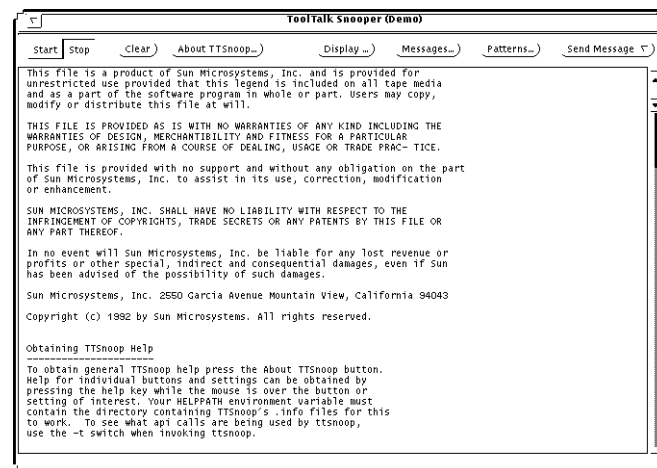 ToolTalk Snooper (Demo)
Start Stop Clear) About TTSnoop…) Display …) Messages…) Patterns…) Send Message
This file is a product of Sun Microsystems, Inc. and is provided for
unrestricted use provided that this legend is included on all tape media
and as a part of the software program in whole or part. Users may copy,
modify or distribute this file at will.
THIS FILE IS PROVIDED AS IS WITH NO WARRANTIES OF ANY KIND INCLUDING THE
WARRANTIES OF DESIGN, MERCHANTIBILITY AND FITNESS FOR A PARTICULAR
PURPOSE, OR ARISING FROM A COURSE OF DEALING, USAGE OR TRADE PRAC- TICE.
This file is provided with no support and without any obligation on the part
of Sun Microsystems, Inc. to assist in its use, correction, modification
or enhancement.
SUN MICROSYSTEMS, INC. SHALL HAVE NO LIABILITY WITH RESPECT TO THE
INFRINGEMENT OF COPYRIGHTS, TRADE SECRETS OR ANY PATENTS BY THIS FILE OR
ANY PART THEREOF.
In no event will Sun Microsystems, Inc. be liable for any lost revenue or
profits or other special, indirect and consequential damages, even if Sun
has been advised of the possibility of such damages.
Sun Microsystems, Inc. 2550 Garcia Avenue Mountain View, California 94043
Copyright (c) 1992 by Sun Microsystems. All rights reserved.
Obtaining TTSnoop Help
----------------------
To obtain general TTSnoop help press the About TTSnoop button.
Help for individual buttons and settings can be obtained by
pressing the help key while the mouse is over the button or
setting of interest. Your HELPPATH environment variable must
contain the directory containing TTSnoop's .info files for this
to work. To see what api calls are being used by ttsnoop,
use the -t switch when invoking ttsnoop.